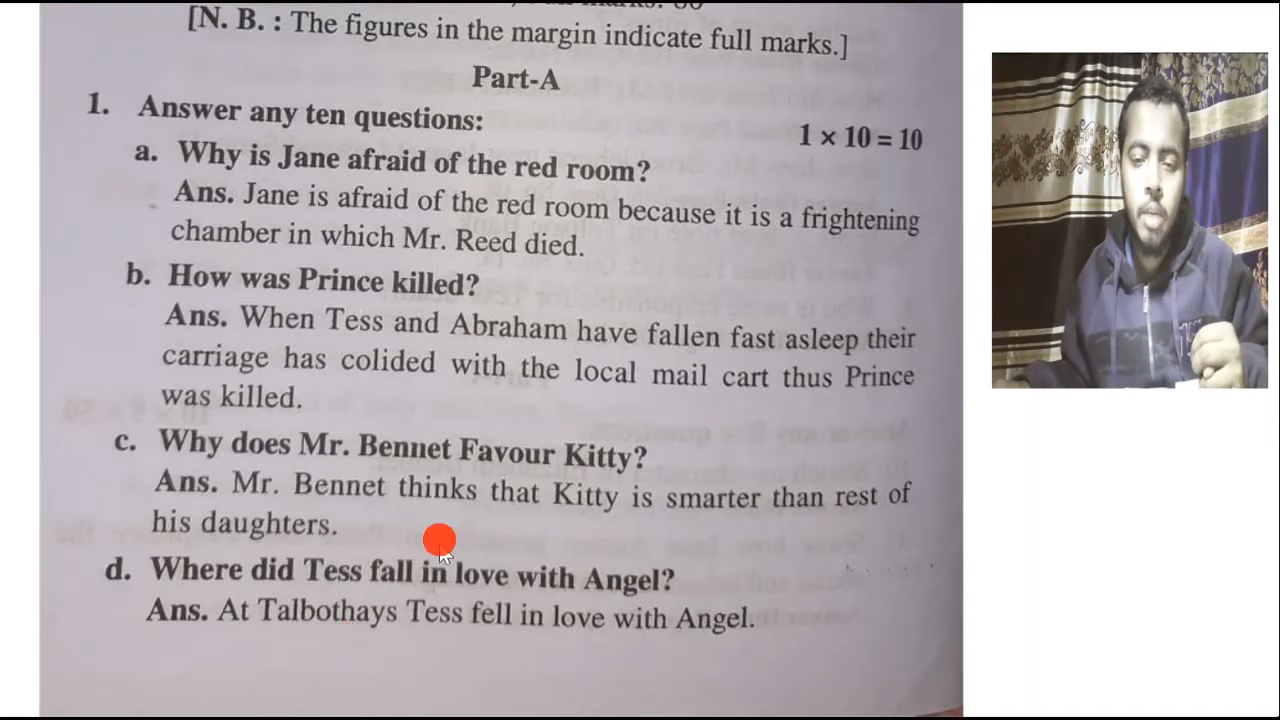 [N. B. : The figures in the margin indicate full marks.]
Part-A
1. Answer any ten questions: 1 × 10 = 10
a. Why is Jane afraid of the red room?
Ans. Jane is afraid of the red room because it is a frightening
chamber in which Mr. Reed died.
b. How was Prince killed?
Ans. When Tess and Abraham have fallen fast asleep their
carriage has colided with the local mail cart thus Prince
was killed.
c. Why does Mr. Bennet Favour Kitty?
Ans. Mr. Bennet thinks that Kitty is smarter than rest of
his daughters.
d. Where did Tess fall in love with Angel?
Ans. At Talbothays Tess fell in love with Angel.